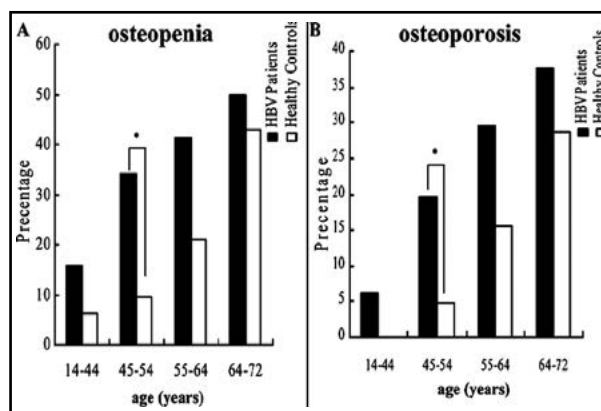 A
osteopenia
HBV Patients
Healthy Controls
Precentage
60
50
40
30
20
10
0
*
14-44 45-54 55-64 64-72
age (years)
B
osteoporosis
HBV Patients
Healthy Controls
Precentage
40
35
30
25
20
15
10
5
0
*
14-44 45-54 55-64 64-72
age (years)